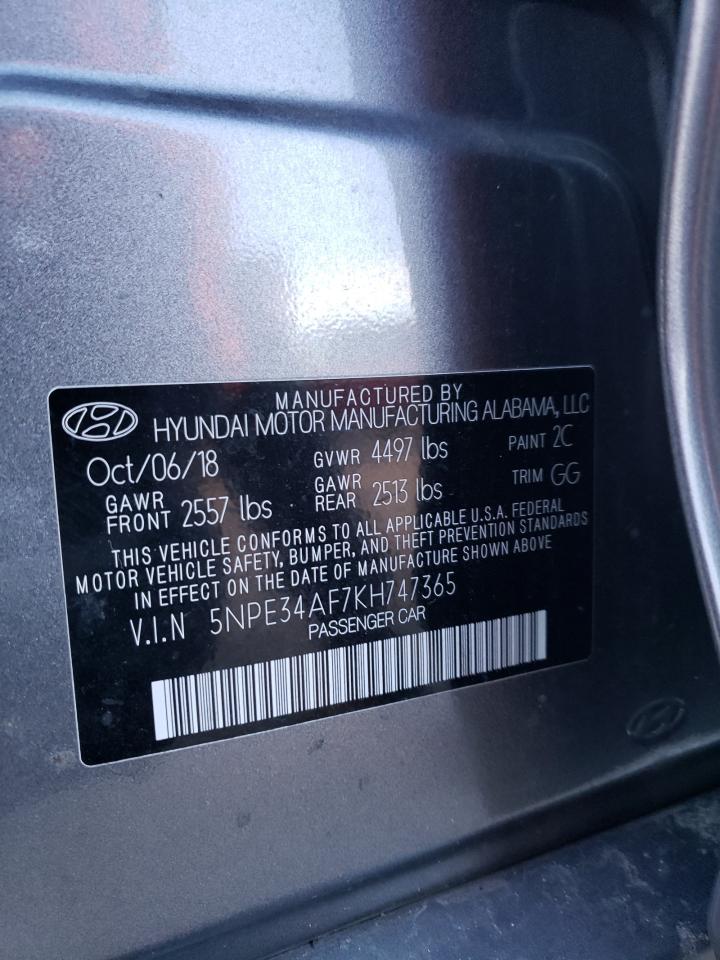 MANUFACTURED BY
HYUNDAI MOTOR MANUFACTURING ALABAMA, LLC
Oct/06/18 GVWR 4497 lbs PAINT 2C
GAWR FRONT 2557 lbs GAWR REAR 2513 lbs TRIM GG
THIS VEHICLE CONFORMS TO ALL APPLICABLE U.S.A. FEDERAL
MOTOR VEHICLE SAFETY, BUMPER, AND THEFT PREVENTION STANDARDS
IN EFFECT ON THE DATE OF MANUFACTURE SHOWN ABOVE
V.I.N 5NPE34AF7KH747365
PASSENGER CAR